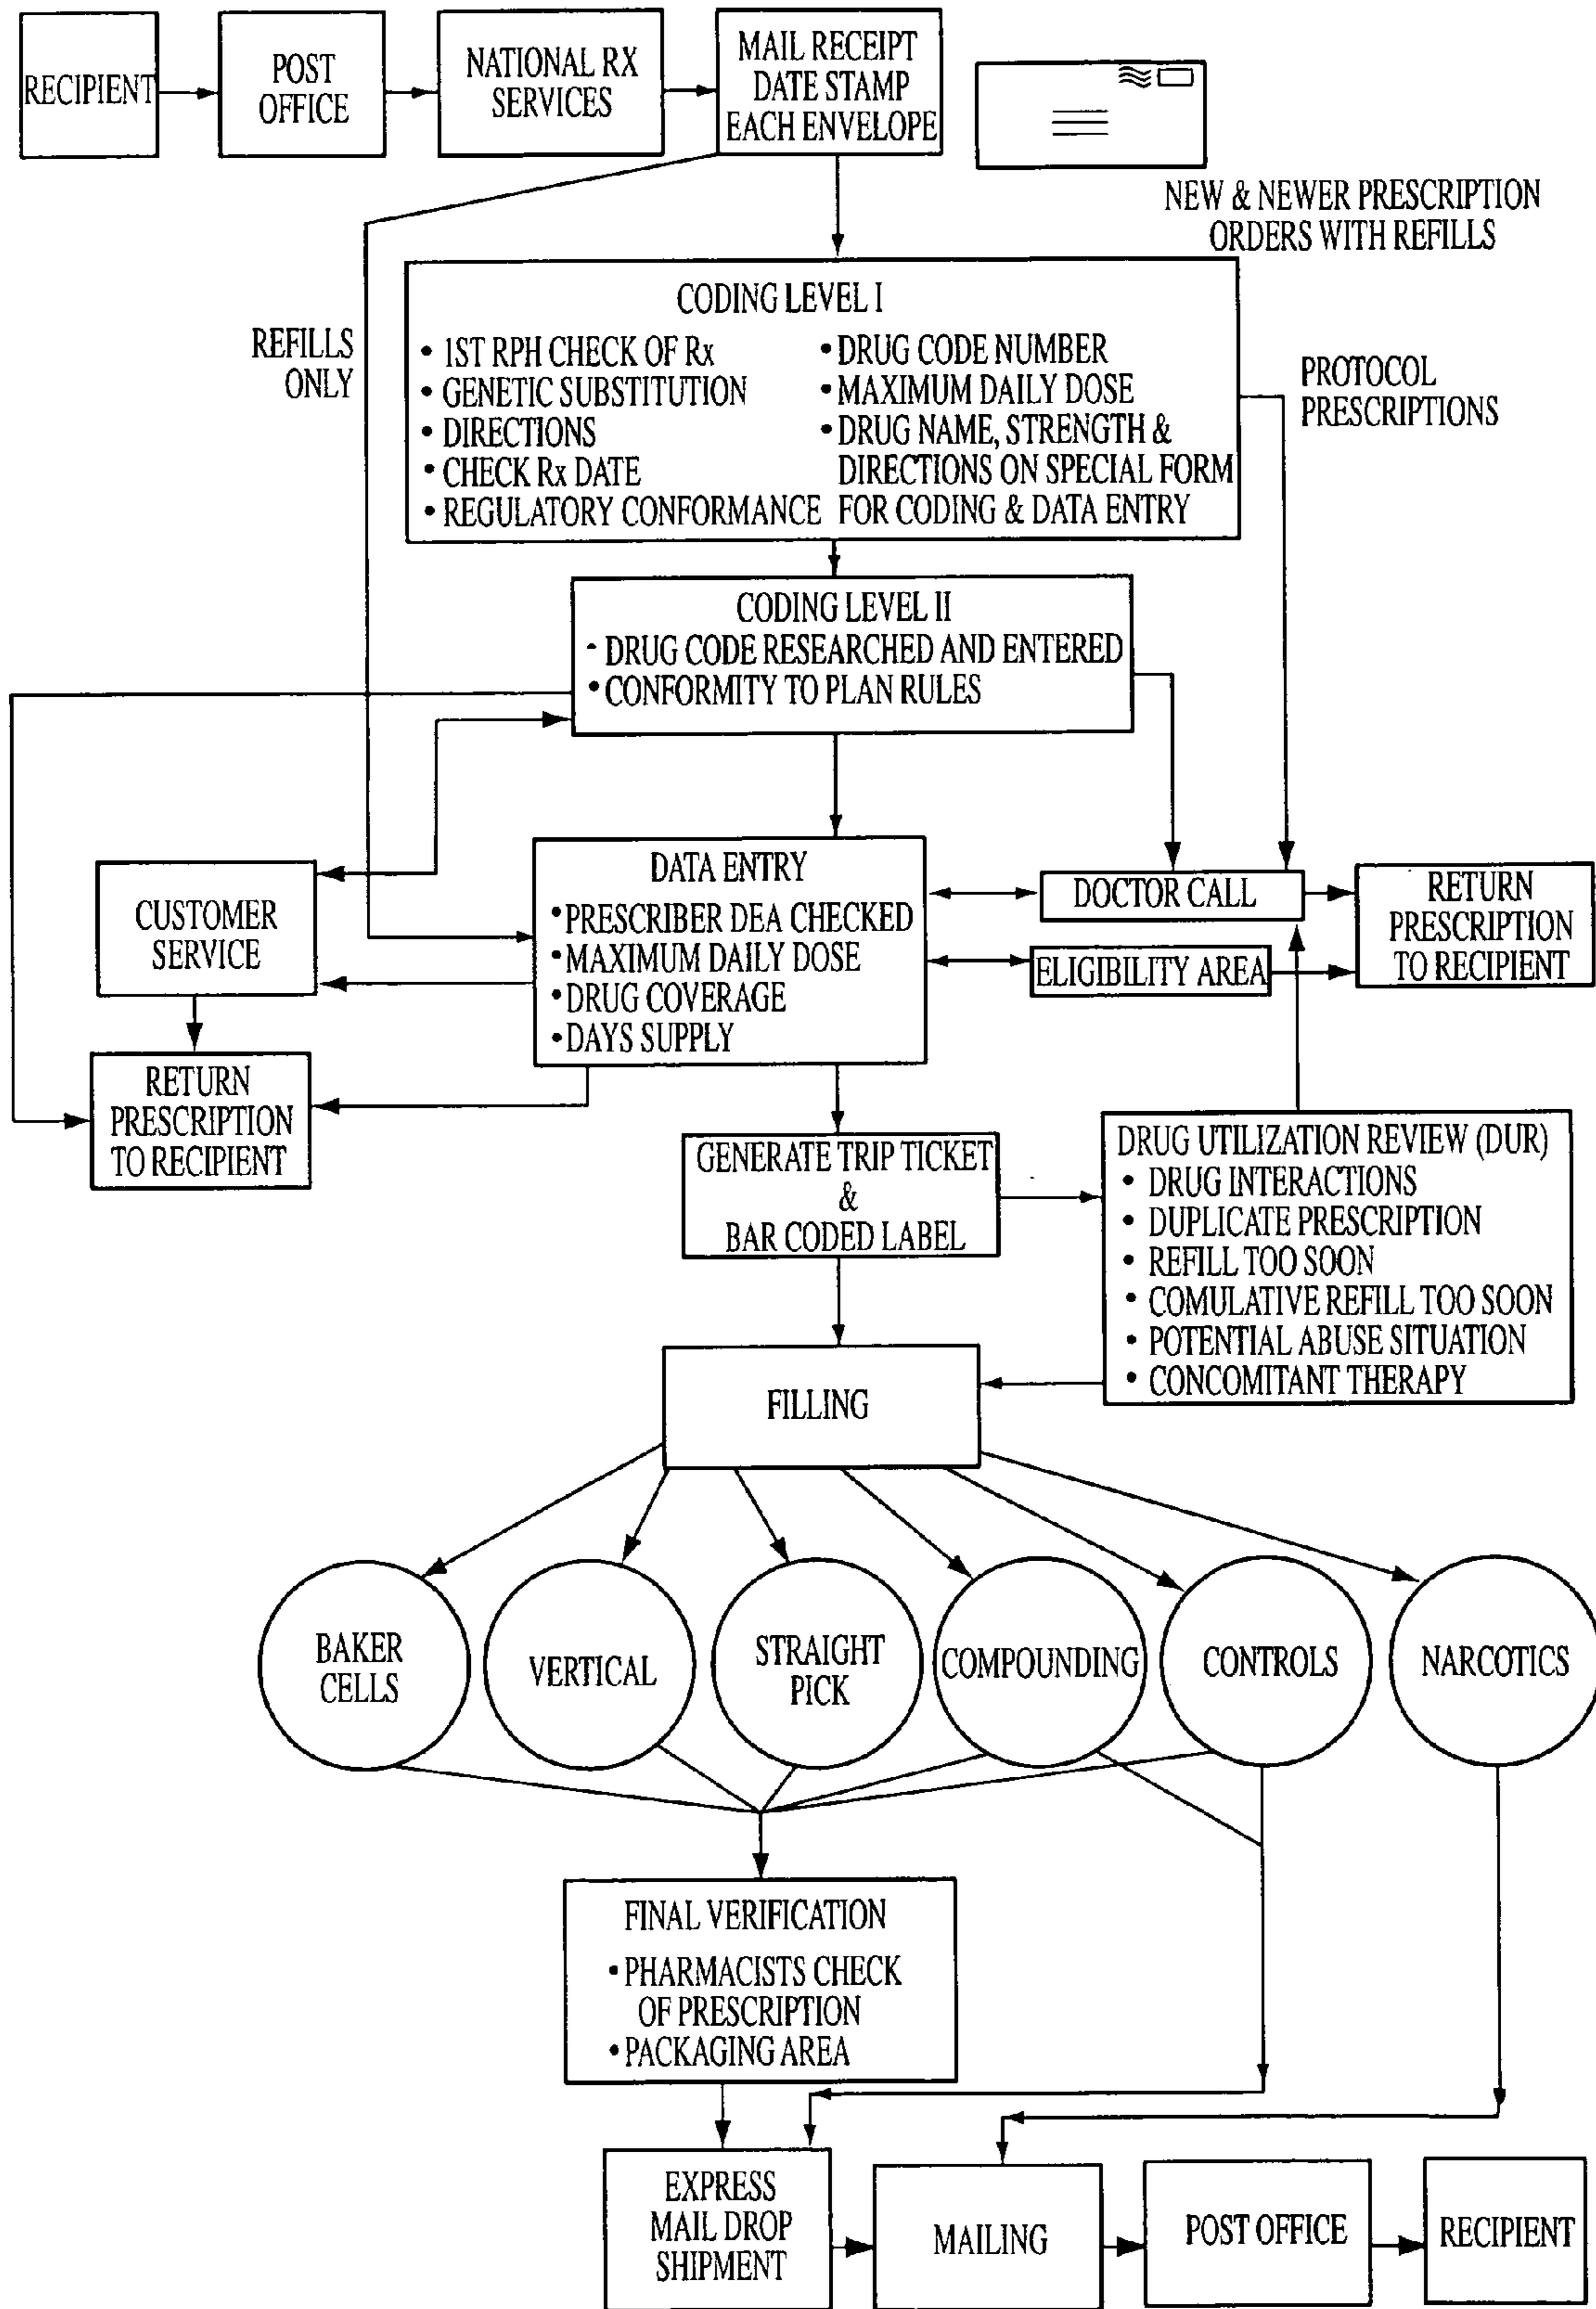 RECIPIENT
POST
OFFICE
NATIONAL RX
SERVICES
MAIL RECEIPT
DATE STAMP
EACH ENVELOPE
NEW & NEWER PRESCRIPTION
ORDERS WITH REFILLS
REFILLS
ONLY
CODING LEVEL I
• 1ST RPH CHECK OF Rx
• GENETIC SUBSTITUTION
• DIRECTIONS
• CHECK Rx DATE
• REGULATORY CONFORMANCE
• DRUG CODE NUMBER
• MAXIMUM DAILY DOSE
• DRUG NAME, STRENGTH &
DIRECTIONS ON SPECIAL FORM
FOR CODING & DATA ENTRY
PROTOCOL
PRESCRIPTIONS
CODING LEVEL II
- DRUG CODE RESEARCHED AND ENTERED
• CONFORMITY TO PLAN RULES
CUSTOMER
SERVICE
DATA ENTRY
• PRESCRIBER DEA CHECKED
• MAXIMUM DAILY DOSE
• DRUG COVERAGE
• DAYS SUPPLY
DOCTOR CALL
ELIGIBILITY AREA
RETURN
PRESCRIPTION
TO RECIPIENT
RETURN
PRESCRIPTION
TO RECIPIENT
GENERATE TRIP TICKET
&
BAR CODED LABEL
DRUG UTILIZATION REVIEW (DUR)
• DRUG INTERACTIONS
• DUPLICATE PRESCRIPTION
• REFILL TOO SOON
• COMULATIVE REFILL TOO SOON
• POTENTIAL ABUSE SITUATION
• CONCOMITANT THERAPY
FILLING
BAKER
CELLS
VERTICAL
STRAIGHT
PICK
COMPOUNDING
CONTROLS
NARCOTICS
FINAL VERIFICATION
• PHARMACISTS CHECK
OF PRESCRIPTION
• PACKAGING AREA
EXPRESS
MAIL DROP
SHIPMENT
MAILING
POST OFFICE
RECIPIENT